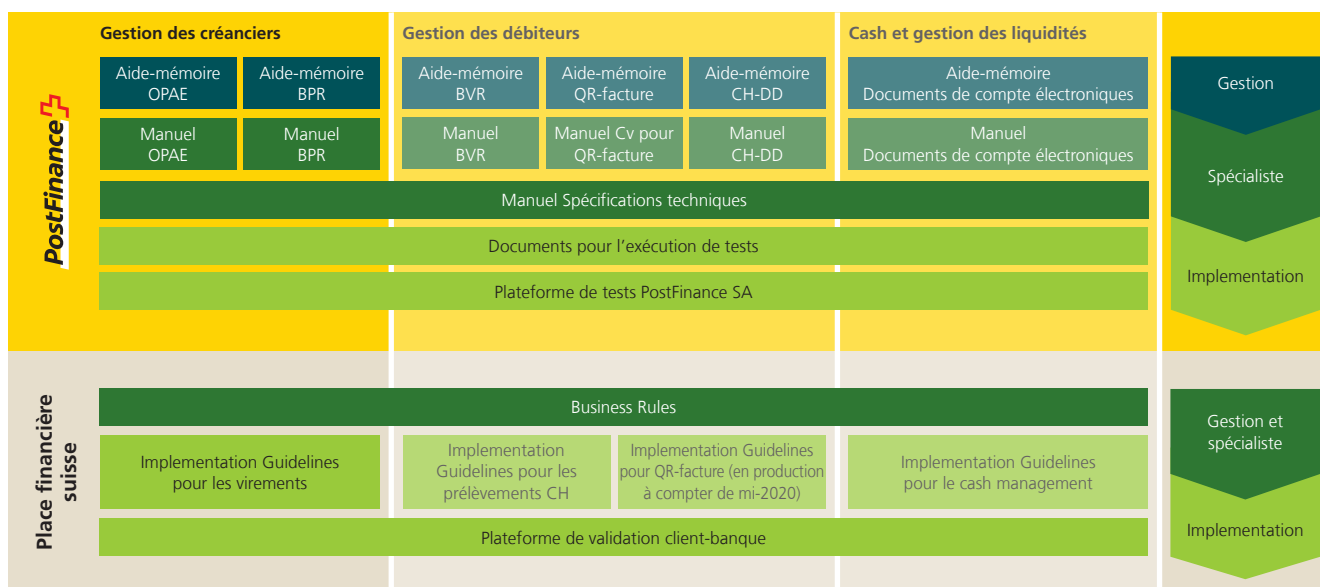 Gestion des créanciers
Gestion des débiteurs
Cash et gestion des liquidités
PostFinance
Aide-mémoire
OPAE
Aide-mémoire
BPR
Aide-mémoire
BVR
Aide-mémoire
QR-facture
Aide-mémoire
CH-DD
Aide-mémoire
Documents de compte électroniques
Gestion
Manuel
OPAE
Manuel
BPR
Manuel
BVR
Manuel Cv pour
QR-facture
Manuel
CH-DD
Manuel
Documents de compte électroniques
Spécialiste
Manuel Spécifications techniques
Documents pour l'exécution de tests
Plateforme de tests PostFinance SA
Implementation
Place financière
suisse
Business Rules
Gestion et
spécialiste
Implementation Guidelines
pour les virements
Implementation
Guidelines pour les
prélèvements CH
Implementation Guidelines
pour QR-facture (en production
à compter de mi-2020)
Implementation Guidelines
pour le cash management
Plateforme de validation client-banque
Implementation